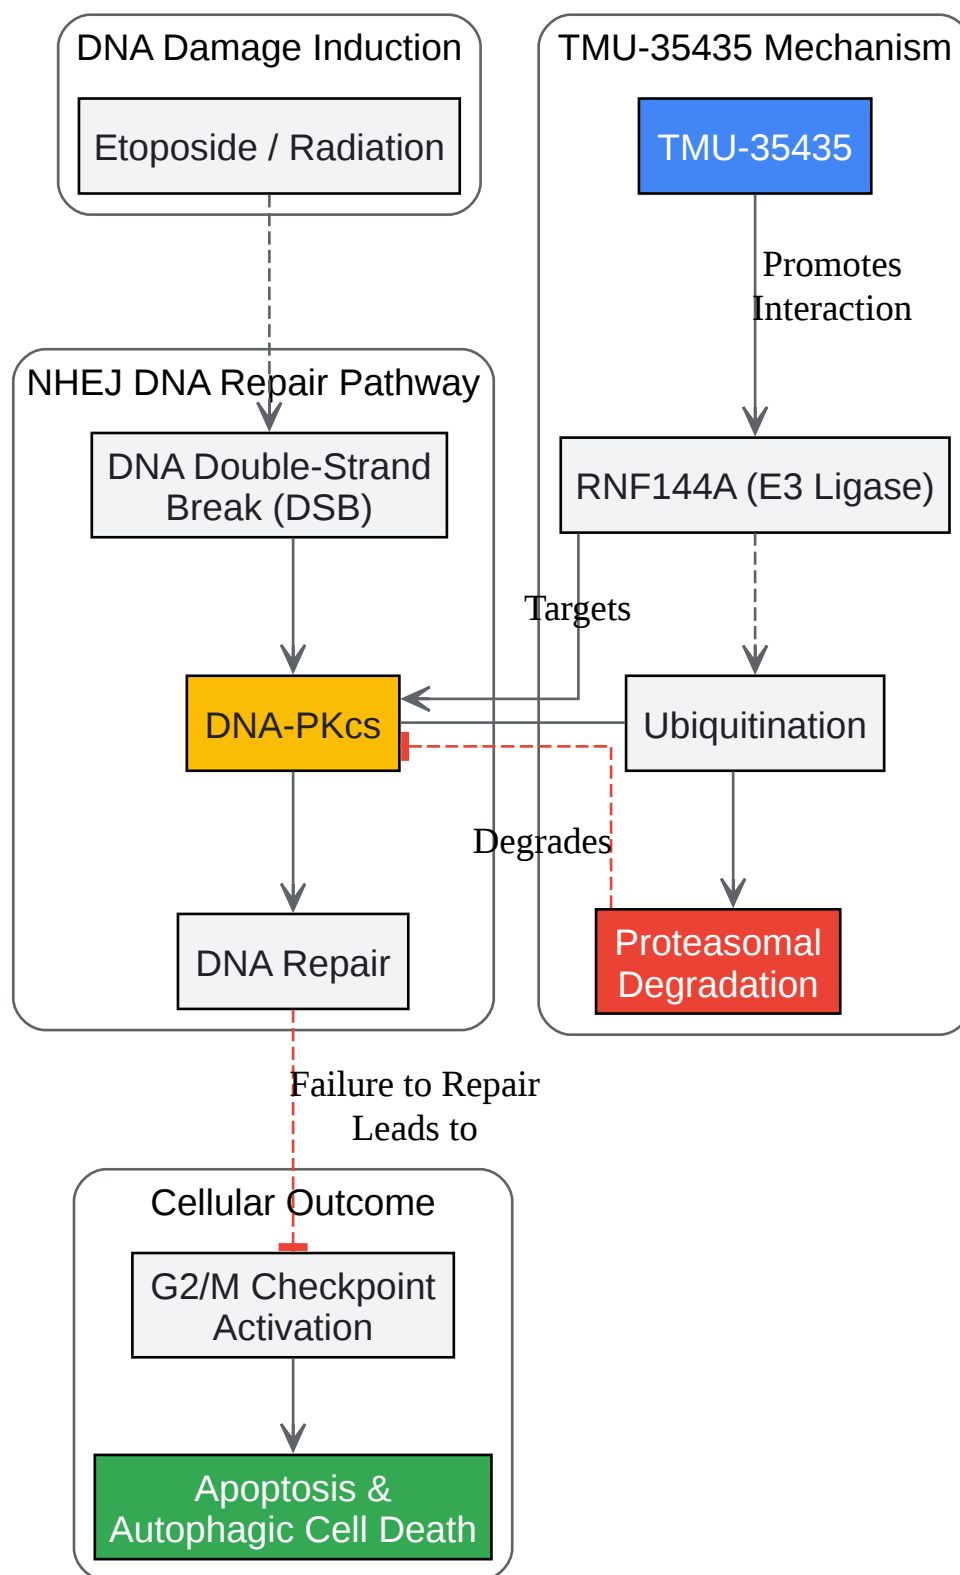 DNA Damage Induction
Etoposide / Radiation
TMU-35435 Mechanism
TMU-35435
Promotes
Interaction
NHEJ DNA Repair Pathway
DNA Double-Strand
Break (DSB)
RNF144A (E3 Ligase)
Targets
DNA-PKcs
Ubiquitination
Degrades
DNA Repair
Proteasomal
Degradation
Failure to Repair
Leads to
Cellular Outcome
G2/M Checkpoint
Activation
Apoptosis &
Autophagic Cell Death